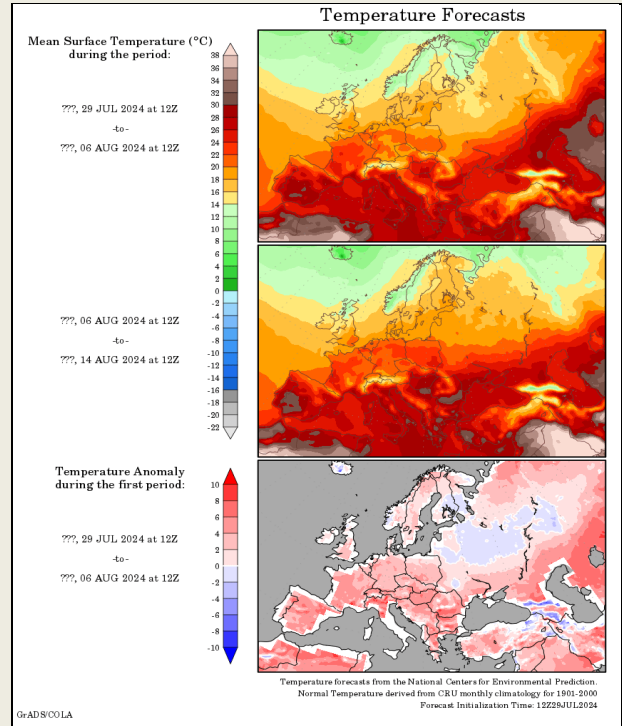 Temperature Forecasts
Mean Surface Temperature (°C)
during the period:
???, 29 JUL 2024 at 12Z
-to-
???, 06 AUG 2024 at 12Z
38
36
34
32
30
28
26
24
22
20
18
16
14
12
10
8
6
4
2
0
-2
-4
-6
-8
-10
-12
-14
-16
-18
-20
-22
???, 06 AUG 2024 at 12Z
-to-
???, 14 AUG 2024 at 12Z
Temperature Anomaly
during the first period:
???, 29 JUL 2024 at 12Z
-to-
???, 06 AUG 2024 at 12Z
10
8
6
4
2
0
-2
-4
-6
-8
-10
Temperature forecasts from the National Centers for Environmental Prediction.
Normal Temperature derived from CRU monthly climatology for 1901-2000
Forecast Initialization Time: 12Z29JUL2024
GrADS/COLA